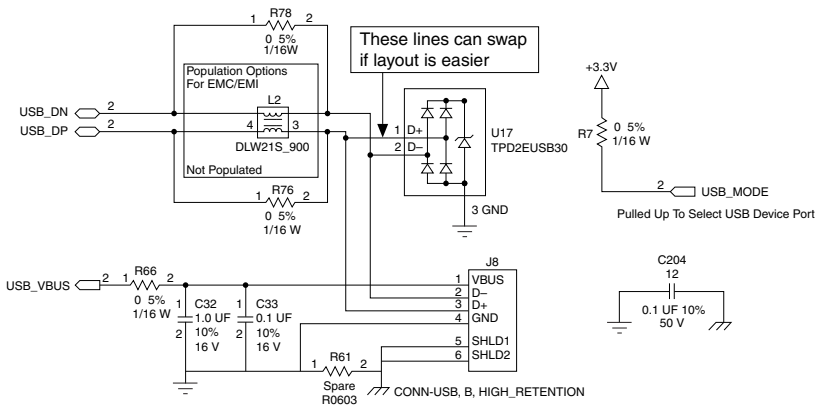 R78
1 2
0 5%
1/16W
These lines can swap
if layout is easier
Population Options
For EMC/EMI
L2
USB_DN 2
USB_DP 2
4 3
DLW21S_900
Not Populated
R76
1 2
0 5%
1/16 W
1 D+
2 D–
U17
TPD2EUSB30
3 GND
+3.3V
R7
0 5%
1/16 W
2 USB_MODE
Pulled Up To Select USB Device Port
USB_VBUS 2
R66
1 2
0 5%
1/16 W
1 C32
1.0 UF
2 10%
16 V
1 C33
0.1 UF
2 10%
16 V
J8
1 VBUS
2 D–
3 D+
4 GND
5 SHLD1
6 SHLD2
R61
1 2
Spare
R0603
CONN-USB, B, HIGH_RETENTION
C204
12
0.1 UF 10%
50 V